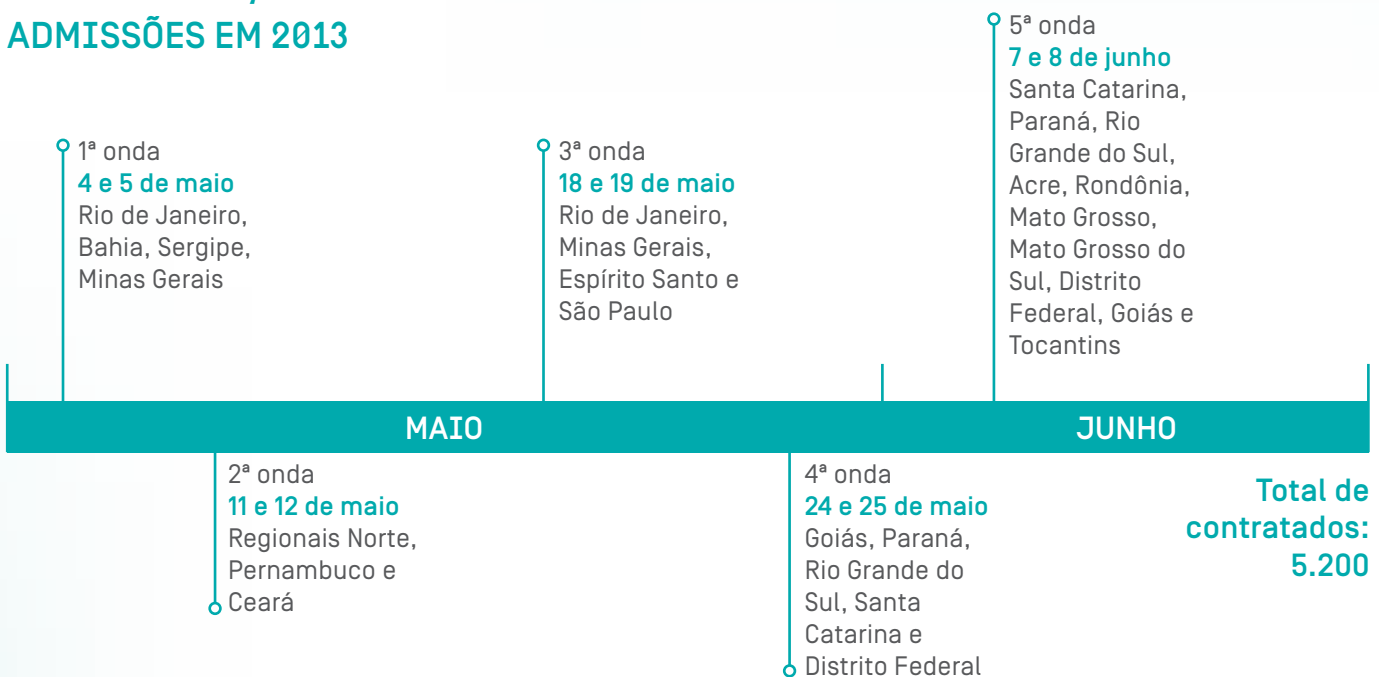 ADMISSÕES EM 2013
1ª onda
4 e 5 de maio
Rio de Janeiro,
Bahia, Sergipe,
Minas Gerais
3ª onda
18 e 19 de maio
Rio de Janeiro,
Minas Gerais,
Espírito Santo e
São Paulo
5ª onda
7 e 8 de junho
Santa Catarina,
Paraná, Rio
Grande do Sul,
Acre, Rondônia,
Mato Grosso,
Mato Grosso do
Sul, Distrito
Federal, Goiás e
Tocantins
MAIO
JUNHO
2ª onda
11 e 12 de maio
Regionais Norte,
Pernambuco e
Ceará
4ª onda
24 e 25 de maio
Goiás, Paraná,
Rio Grande do
Sul, Santa
Catarina e
Distrito Federal
Total de
contratados:
5.200